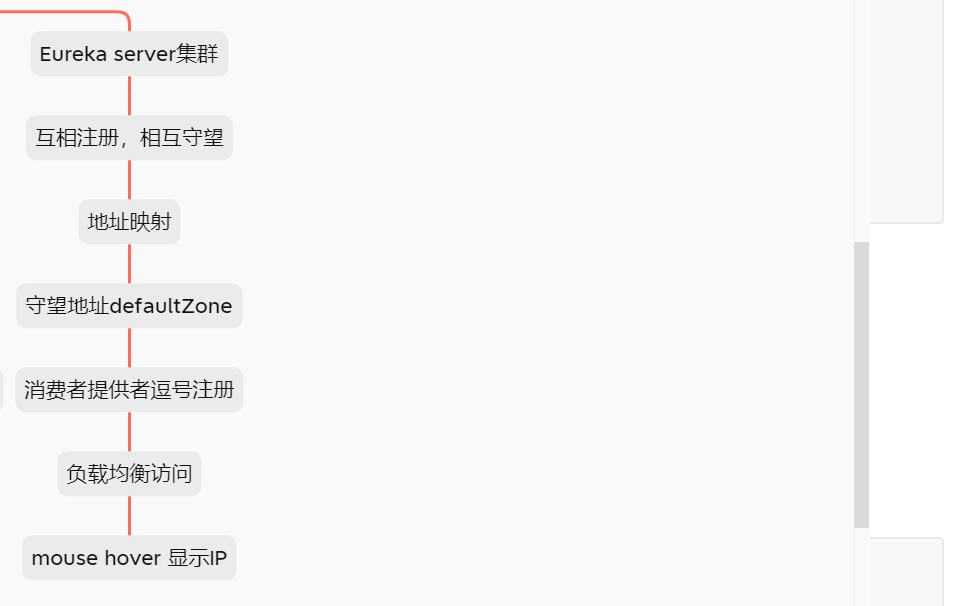 Eureka server集群
互相注册，相互守望
地址映射
守望地址defaultZone
消费者提供者逗号注册
负载均衡访问
mouse hover 显示IP